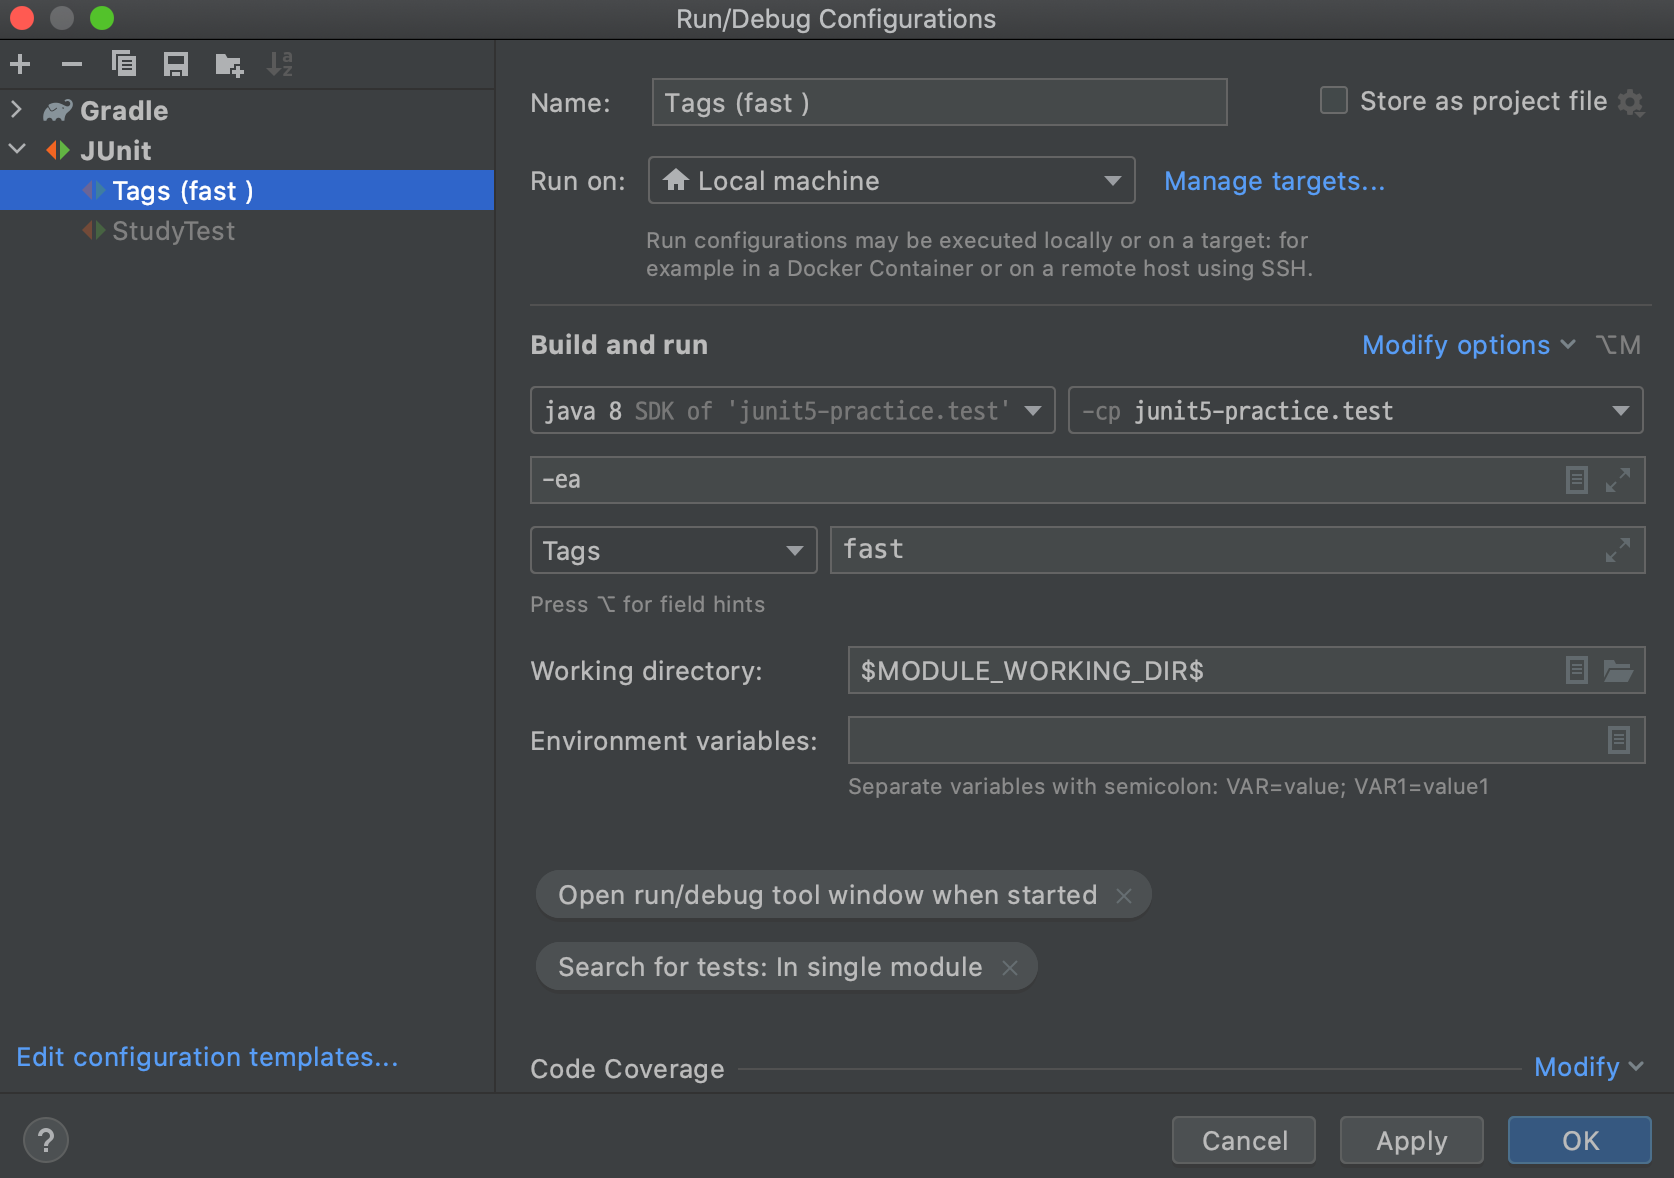 Run/Debug Configurations
Gradle
JUnit
Tags (fast )
StudyTest
Edit configuration templates...
Name: Tags (fast ) Store as project file
Run on: Local machine Manage targets...
Run configurations may be executed locally or on a target: for
example in a Docker Container or on a remote host using SSH.
Build and run Modify options ⌥M
java 8 SDK of 'junit5-practice.test' -cp junit5-practice.test
-ea
Tags fast
Press ⌥ for field hints
Working directory: $MODULE_WORKING_DIR$
Environment variables:
Separate variables with semicolon: VAR=value; VAR1=value1
Open run/debug tool window when started ×
Search for tests: In single module ×
Code Coverage Modify
? Cancel Apply OK